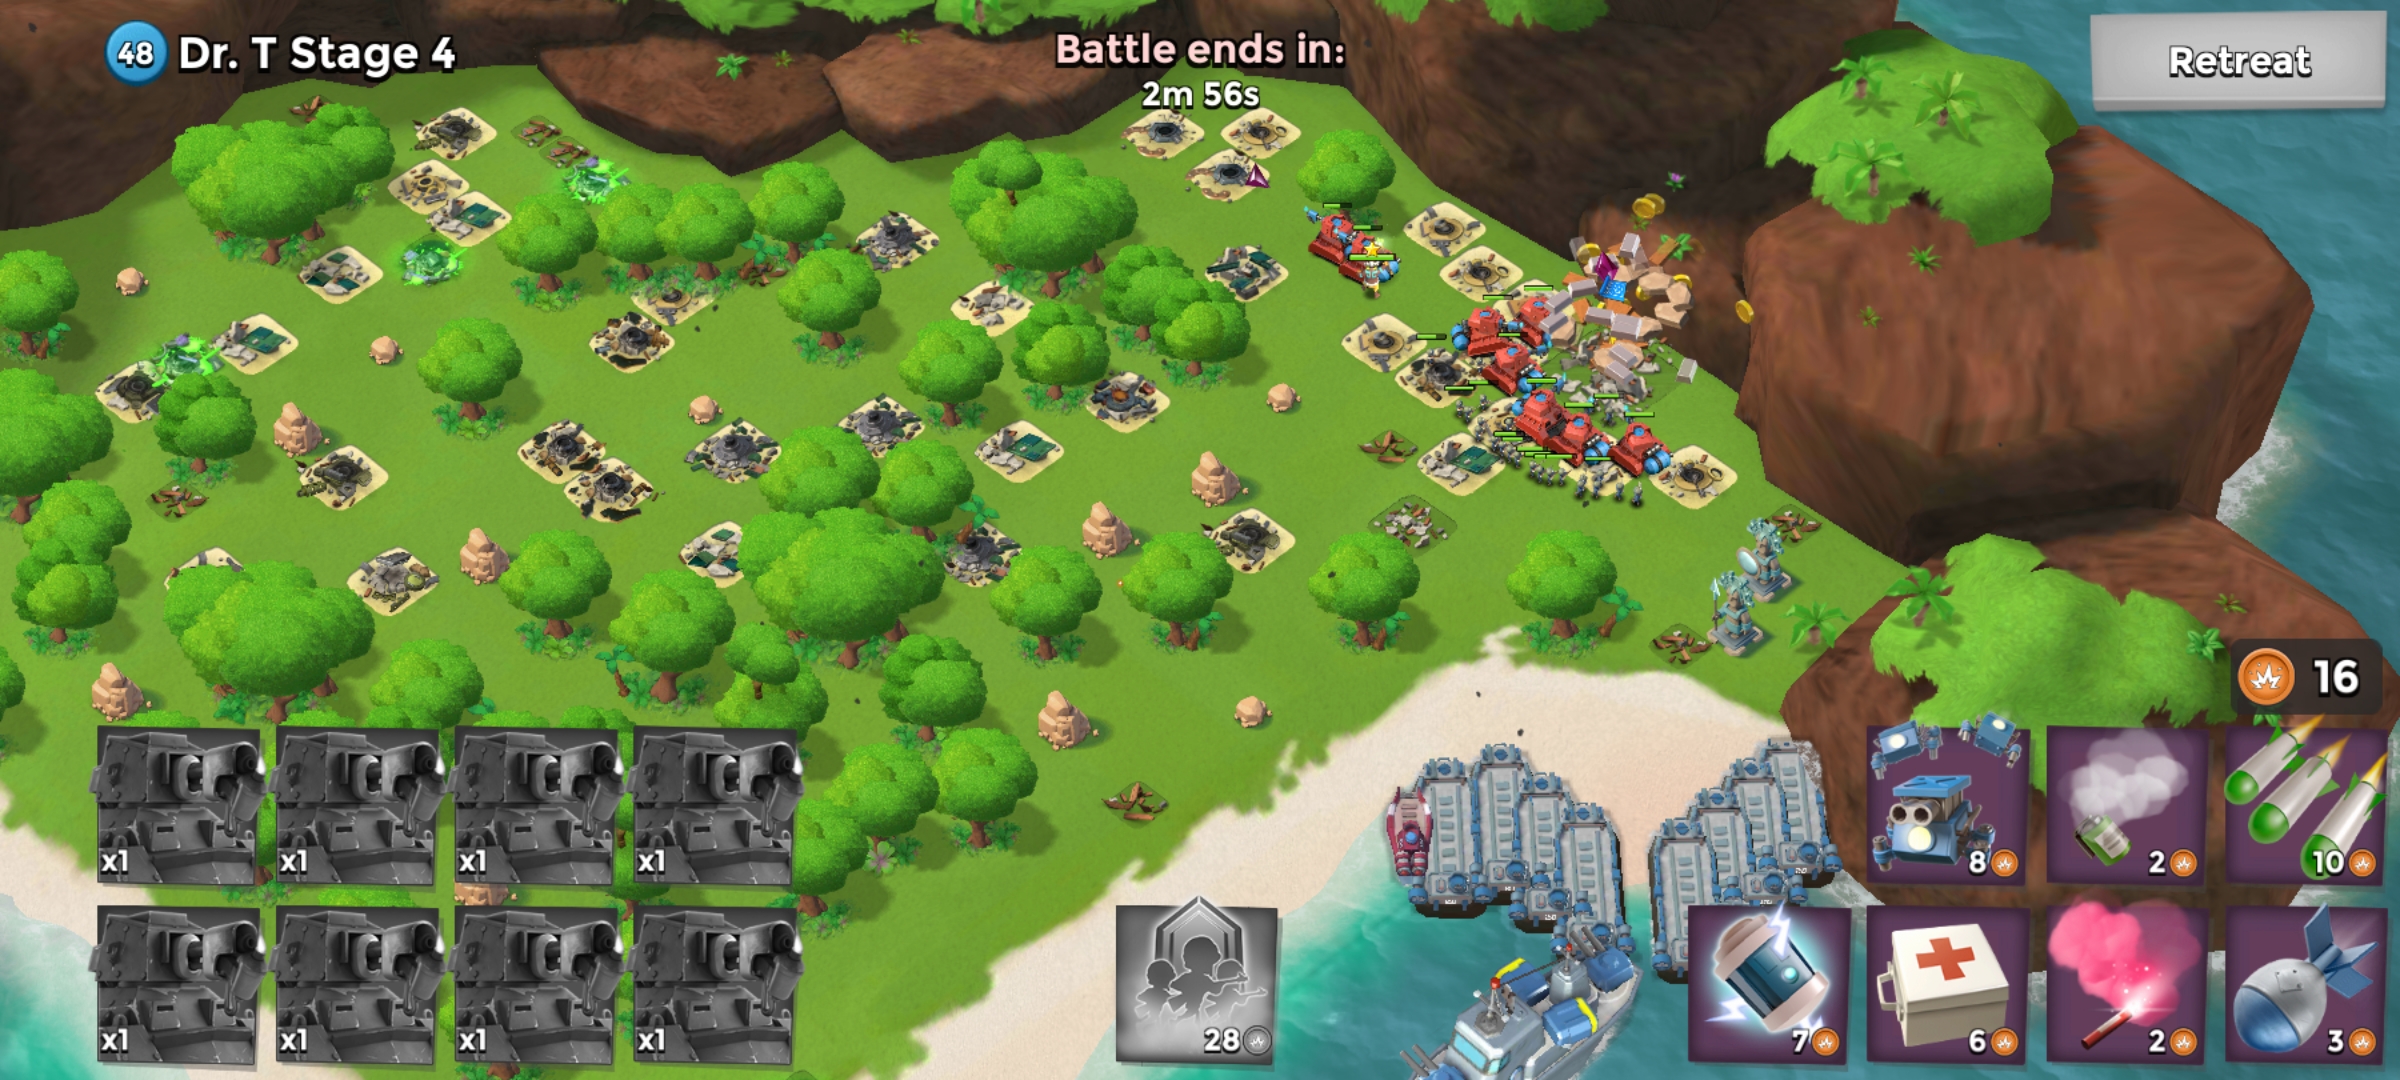 48 Dr. T Stage 4
Battle ends in:
2m 56s
Retreat
16
x1 x1 x1 x1
8 2 10
x1 x1 x1 x1
28 7 6 2 3